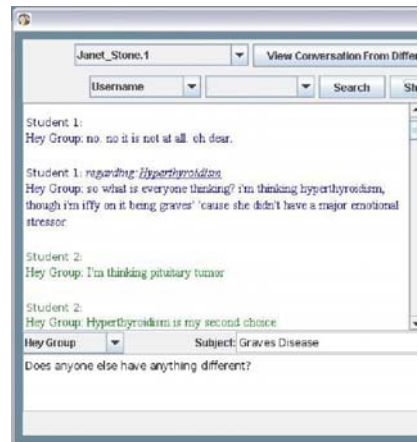 Janet_Stone.1 View Conversation From Differ
Username Search Sh
Student 1:
Hey Group: no. no it is not at all. oh dear.
Student 1: regarding: Hyperthyroidism
Hey Group: so what is everyone thinking? i'm thinking hyperthyroidism,
though i'm iffy on it being graves' 'cause she didn't have a major emotional
stressor
Student 2:
Hey Group: I'm thinking pituitary tumor
Student 2:
Hey Group: Hyperthyroidism is my second choice
Hey Group Subject: Graves Disease
Does anyone else have anything different?